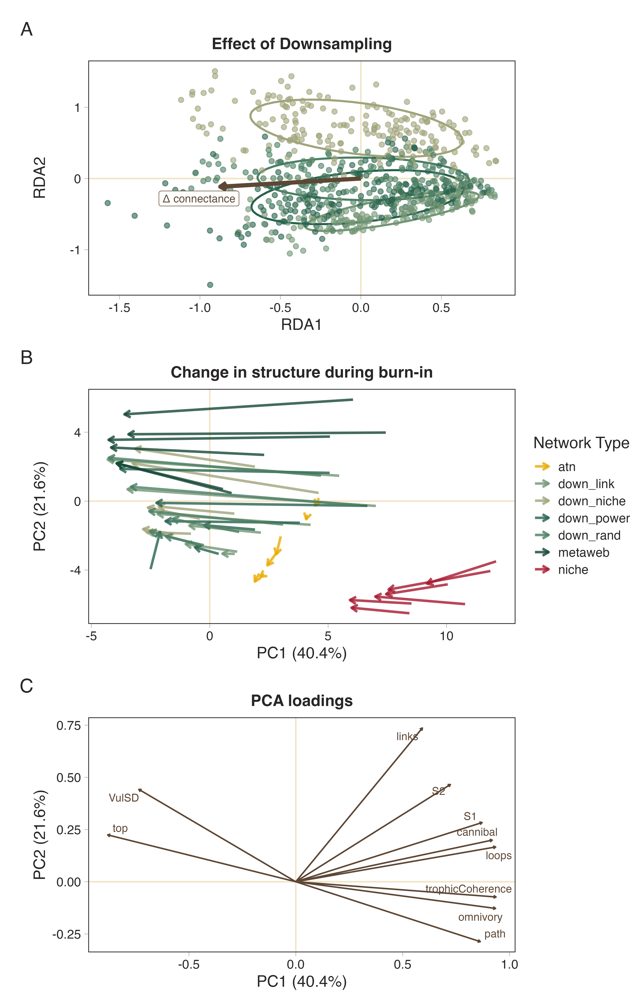 A
Effect of Downsampling
RDA2
1
0
-1
Δ connectance
-1.5 -1.0 -0.5 0.0 0.5
RDA1
B
Change in structure during burn-in
PC2 (21.6%)
4
0
-4
-5 0 5 10
PC1 (40.4%)
Network Type
atn
down_link
down_niche
down_power
down_rand
metaweb
niche
C
PCA loadings
PC2 (21.6%)
0.75
0.50
0.25
0.00
-0.25
links
S2
VulSD
S1
top
cannibal
loops
trophicCoherence
omnivory
path
-0.5 0.0 0.5 1.0
PC1 (40.4%)